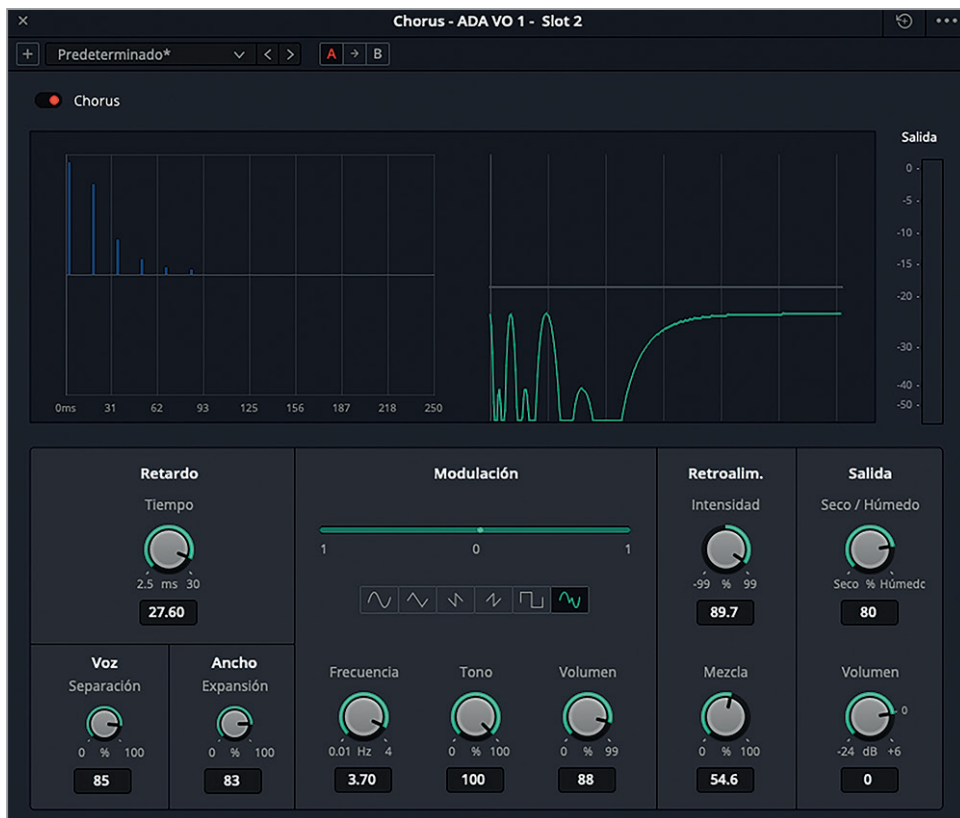 Chorus - ADA VO 1 - Slot 2
Predeterminado*
A
B
Chorus
Salida
0
-5
-10
-15
-20
-30
-40
-50
0ms 31 62 93 125 156 187 218 250
Retardo
Tiempo
2.5 ms 30
27.60
Modulación
1 0 1
Retroalim.
Intensidad
-99 % 99
89.7
Salida
Seco / Húmedo
Seco % Húmedc
80
Voz
Separación
0 % 100
85
Ancho
Expansión
0 % 100
83
Frecuencia
0.01 Hz 4
3.70
Tono
0 % 100
100
Volumen
0 % 99
88
Mezcla
0 % 100
54.6
Volumen
0
-24 dB +6
0